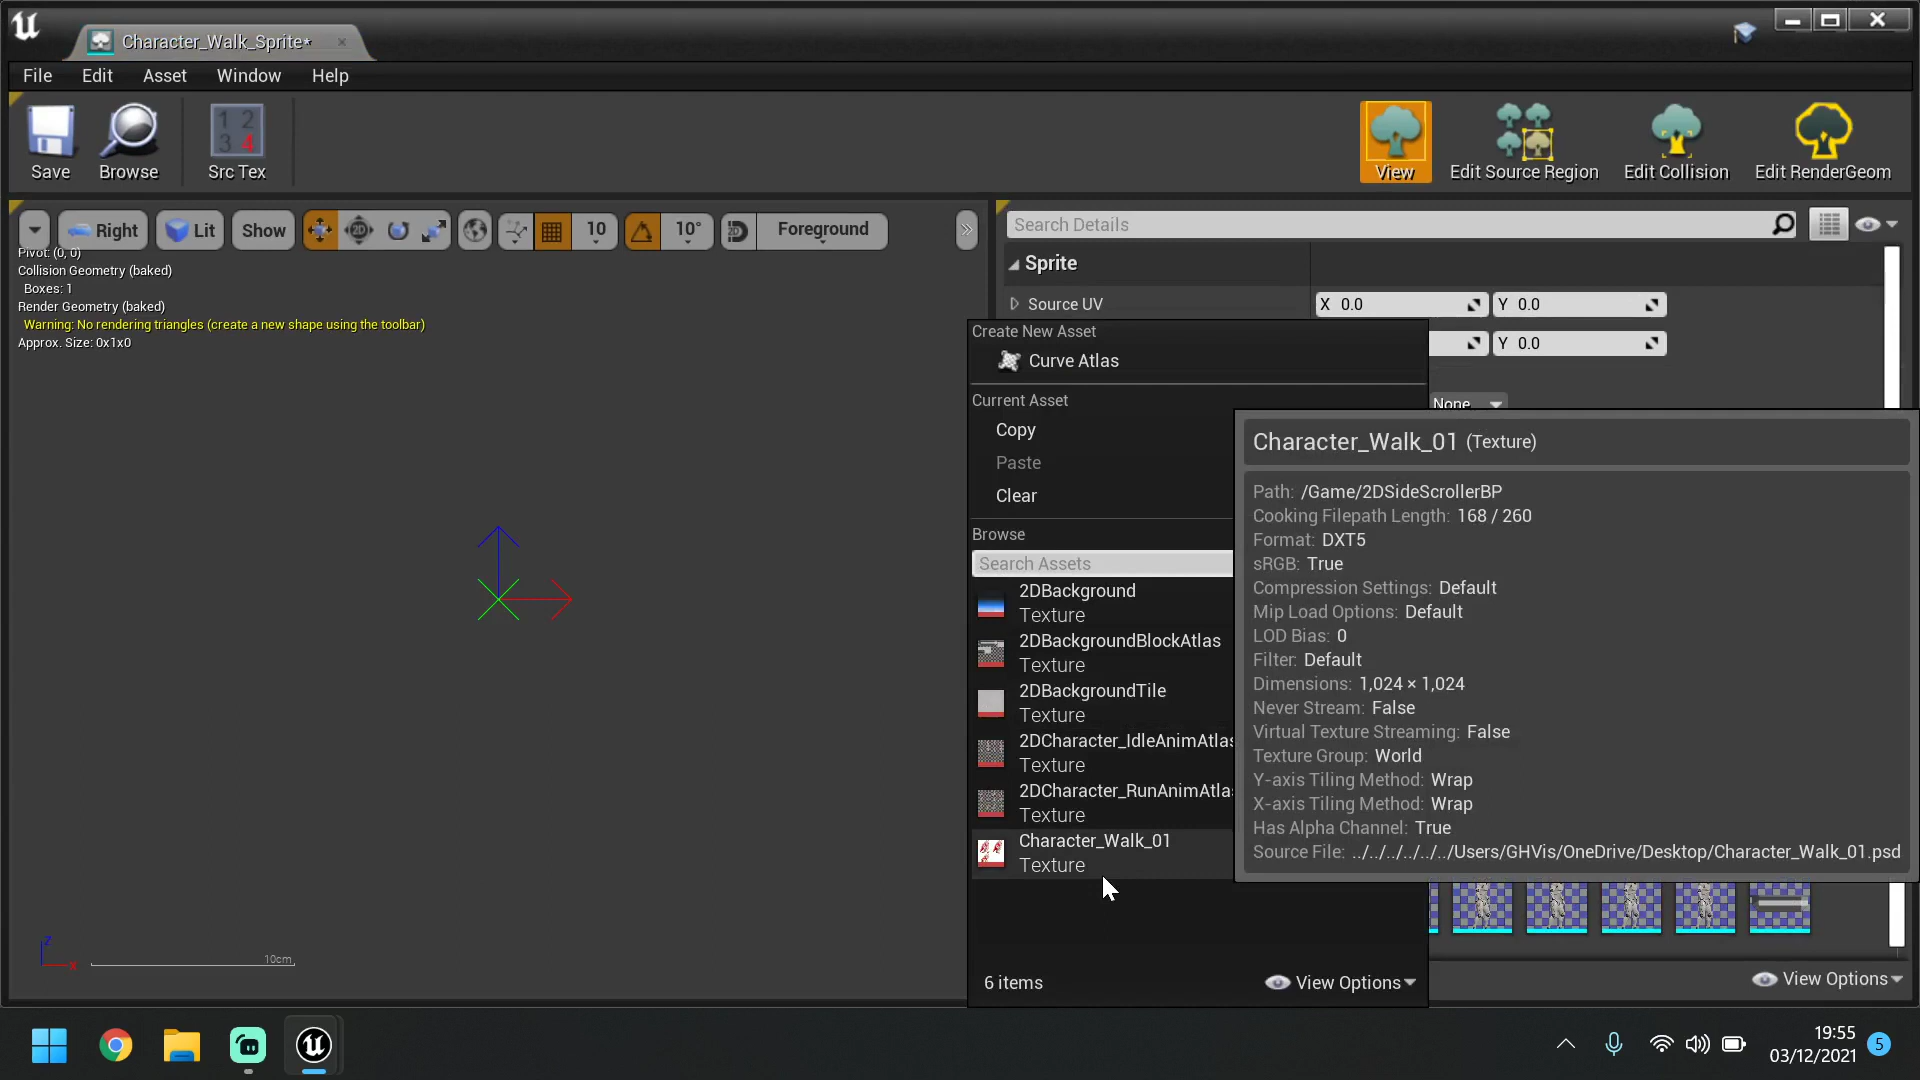 Character_Walk_Sprite*
File Edit Asset Window Help
1 2
3 4
Save Browse Src Tex View Edit Source Region Edit Collision Edit RenderGeom
Right Lit Show 2D 10 10° Foreground
Search Details
Pivot: (0, 0)
Collision Geometry (baked)
Boxes: 1
Render Geometry (baked)
Warning: No rendering triangles (create a new shape using the toolbar)
Approx. Size: 0x1x0
Sprite
Source UV X 0.0 Y 0.0
Y 0.0
None
Create New Asset
Curve Atlas
Current Asset
Copy
Paste
Clear
Browse
Search Assets
2DBackground
Texture
2DBackgroundBlockAtlas
Texture
2DBackgroundTile
Texture
2DCharacter_IdleAnimAtlas
Texture
2DCharacter_RunAnimAtlas
Texture
Character_Walk_01
Texture
6 items View Options
Character_Walk_01 (Texture)
Path: /Game/2DSideScrollerBP
Cooking Filepath Length: 168 / 260
Format: DXT5
sRGB: True
Compression Settings: Default
Mip Load Options: Default
LOD Bias: 0
Filter: Default
Dimensions: 1,024 × 1,024
Never Stream: False
Virtual Texture Streaming: False
Texture Group: World
Y-axis Tiling Method: Wrap
X-axis Tiling Method: Wrap
Has Alpha Channel: True
Source File: ../../../../../../Users/GHVis/OneDrive/Desktop/Character_Walk_01.psd
View Options
Z
X
10cm
19:55
03/12/2021
5